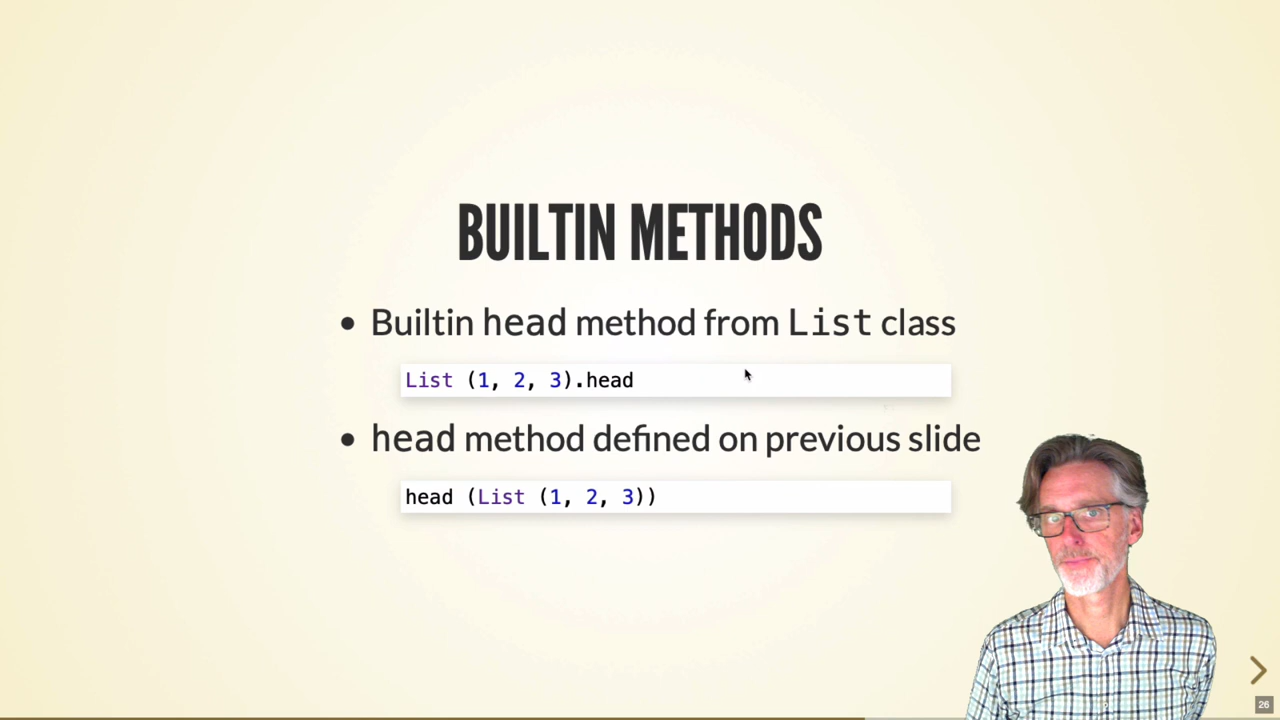 BUILTIN METHODS
• Builtin head method from List class
List (1, 2, 3).head
• head method defined on previous slide
head (List (1, 2, 3))
26